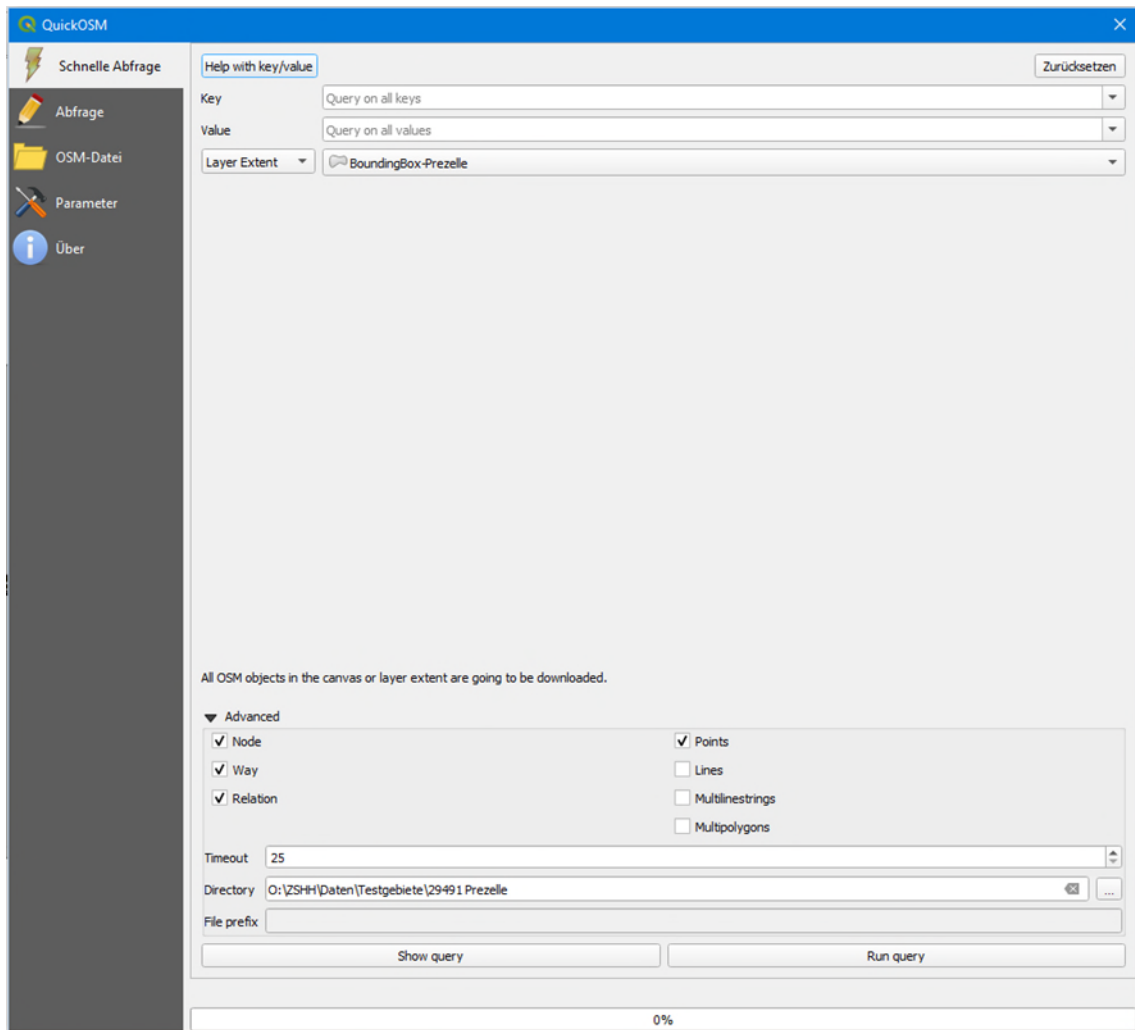 QuickOSM
Schnelle Abfrage
Abfrage
OSM-Datei
Parameter
Über
Help with key/value
Zurücksetzen
Key
Query on all keys
Value
Query on all values
Layer Extent
BoundingBox-Prezelle
All OSM objects in the canvas or layer extent are going to be downloaded.
Advanced
Node
Points
Way
Lines
Relation
Multilinestrings
Multipolygons
Timeout 25
Directory O:\ZSHH\Daten\Testgebiete\29491 Prezelle
...
File prefix
Show query
Run query
0%